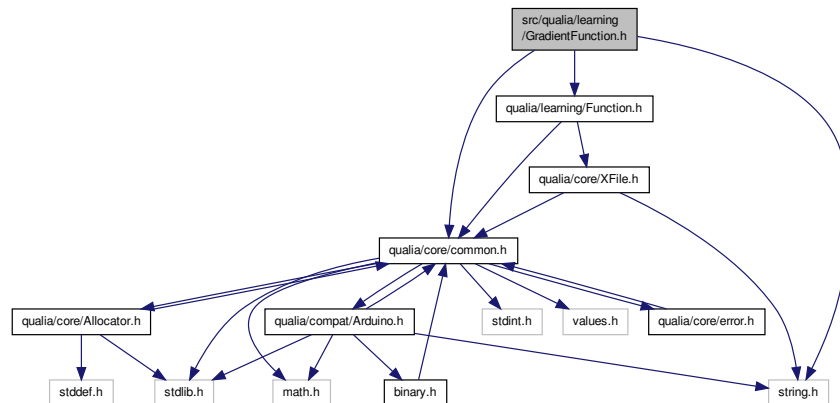 src/qualia/learning
/GradientFunction.h
qualia/learning/Function.h
qualia/core/XFile.h
qualia/core/common.h
qualia/core/Allocator.h
qualia/compat/Arduino.h
stdint.h
values.h
qualia/core/error.h
stddef.h
stdlib.h
math.h
binary.h
string.h